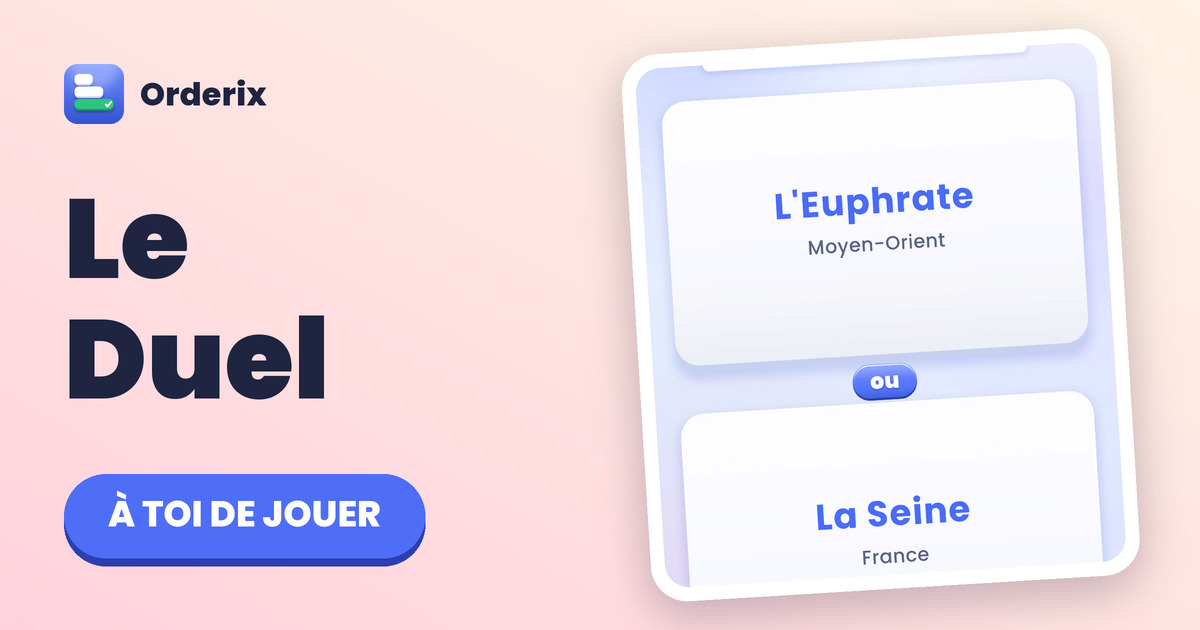 Orderix
Le
Duel
À TOI DE JOUER
L'Euphrate
Moyen-Orient
ou
La Seine
France